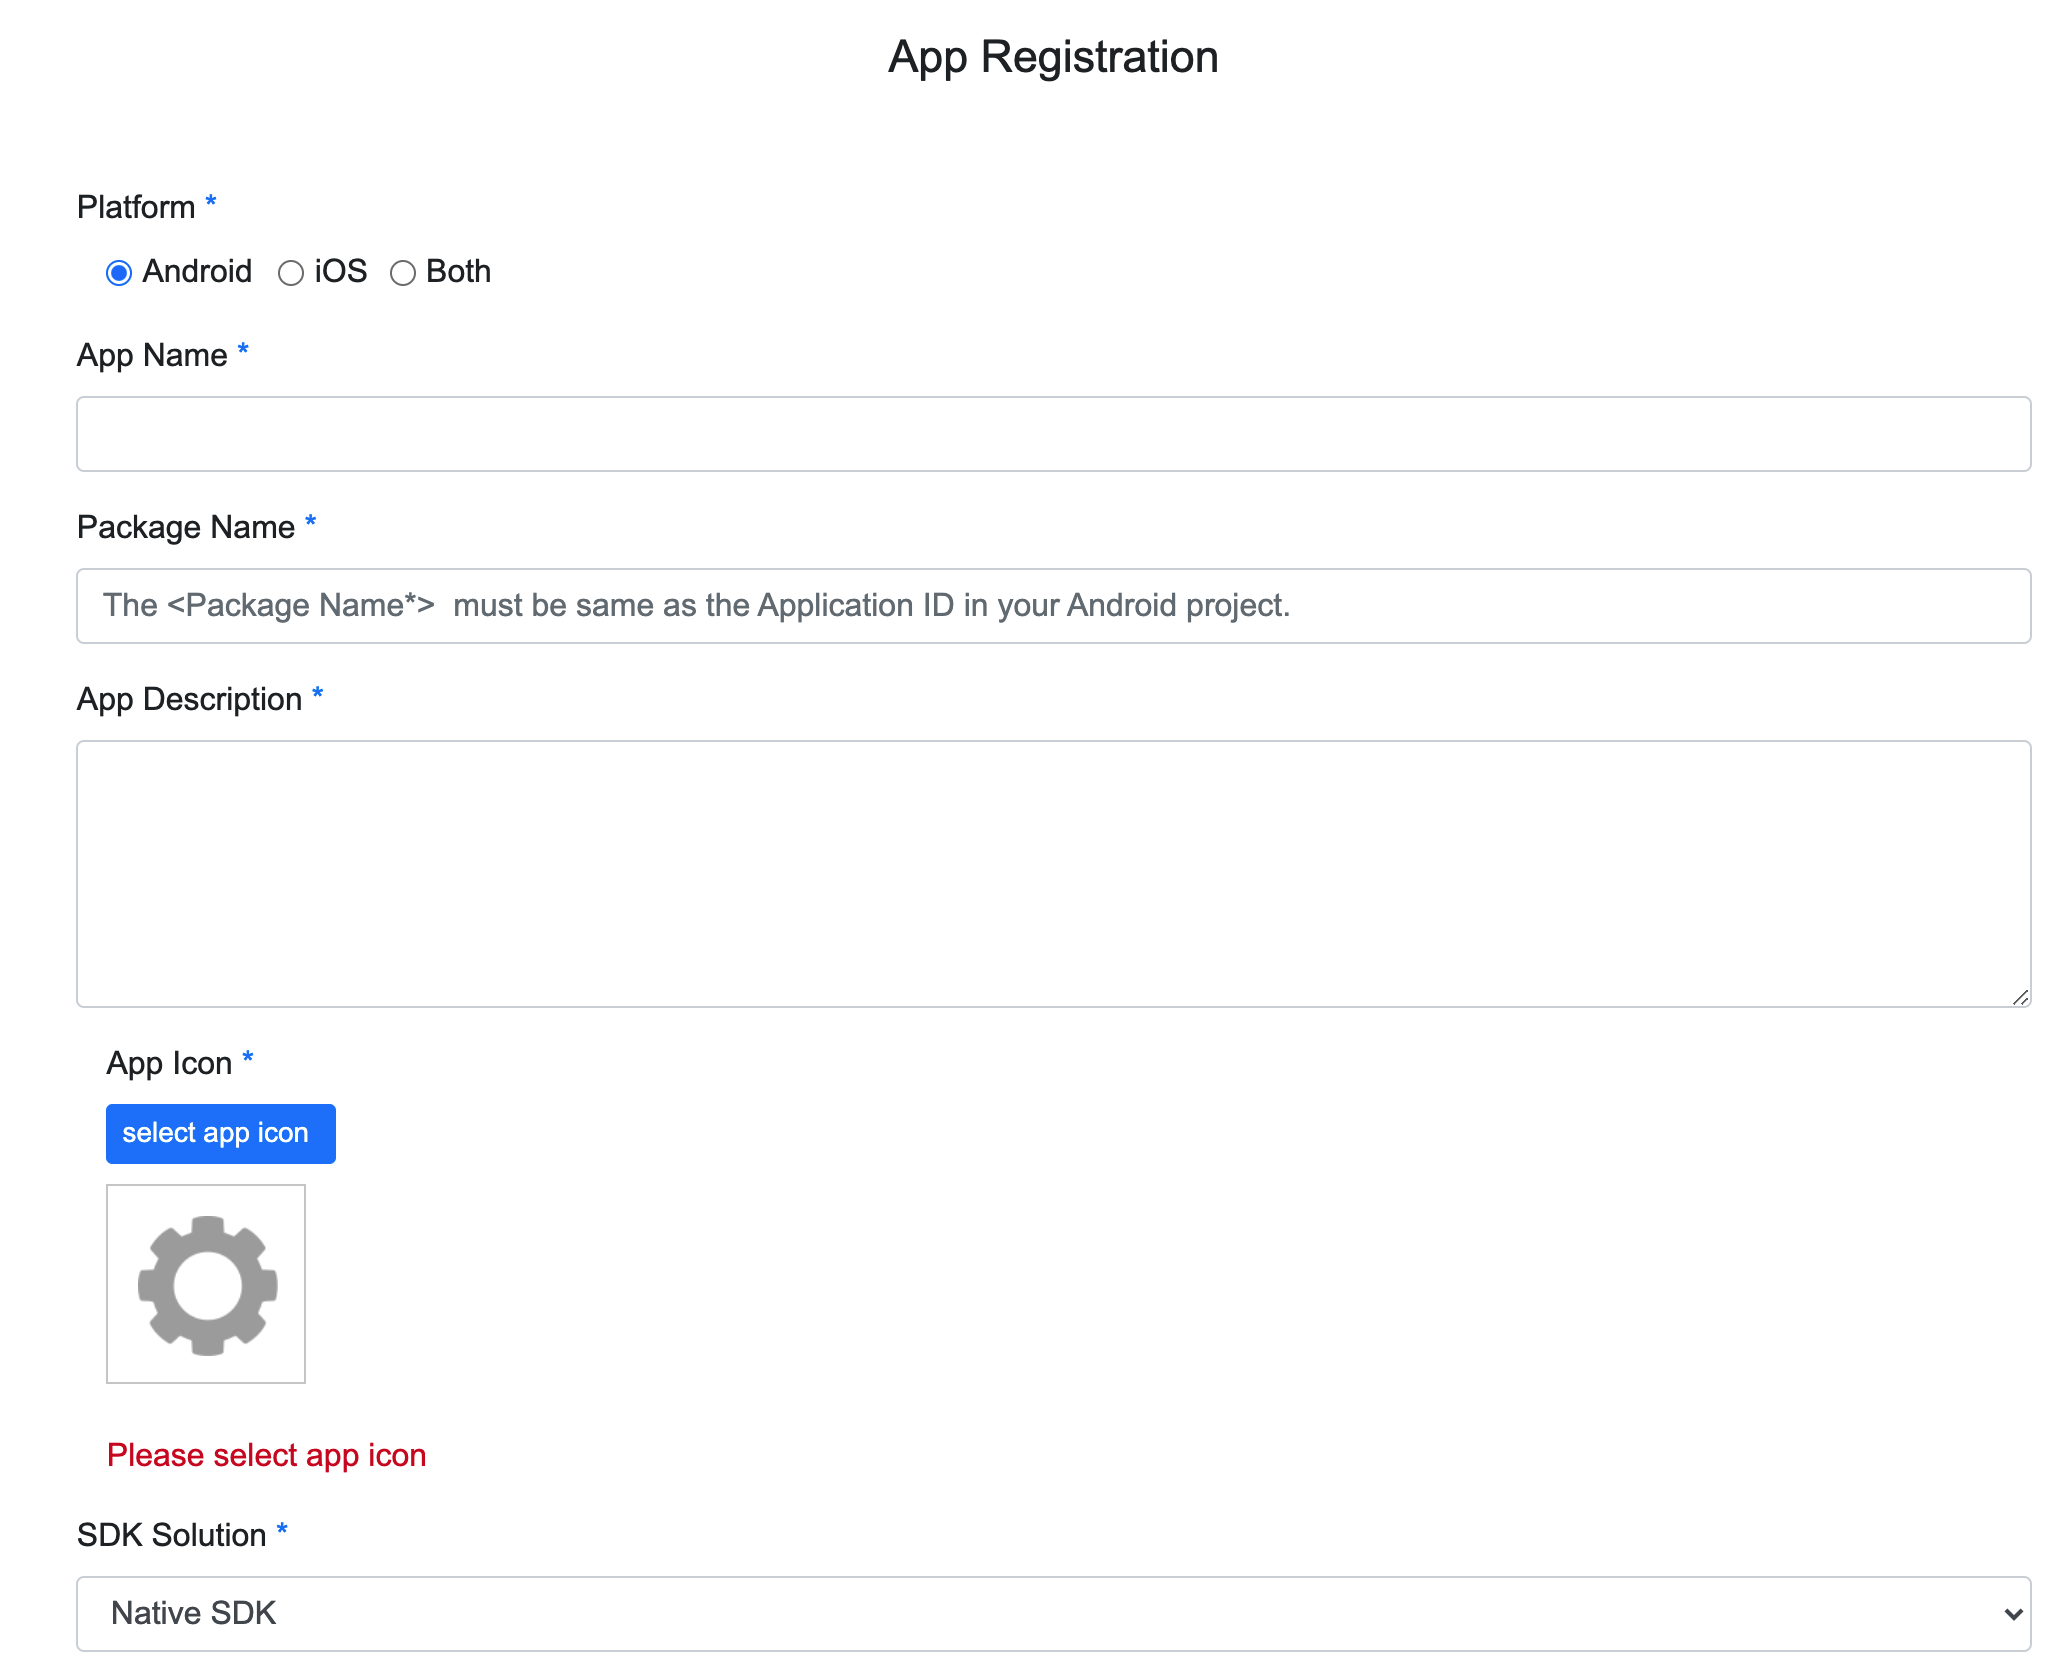 App Registration
Platform *
Android iOS Both
App Name *
Package Name *
The <Package Name*>  must be same as the Application ID in your Android project.
App Description *
App Icon *
select app icon
Please select app icon
SDK Solution *
Native SDK